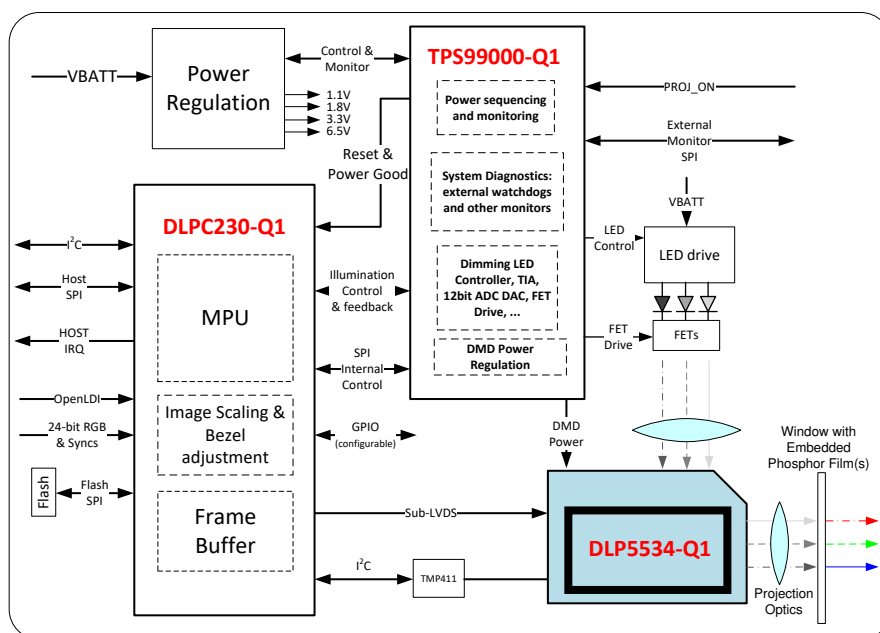 VBATT
Power
Regulation
Control &
Monitor
1.1V
1.8V
3.3V
6.5V
Reset &
Power Good
TPS99000-Q1
Power sequencing
and monitoring
System Diagnostics:
external watchdogs
and other monitors
Dimming LED
Controller, TIA,
12bit ADC DAC, FET
Drive, ...
DMD Power
Regulation
PROJ_ON
External
Monitor
SPI
VBATT
LED
Control
LED drive
FET
Drive
FETs
DLPC230-Q1
MPU
Image Scaling &
Bezel
adjustment
Frame
Buffer
I²C
Host
SPI
HOST
IRQ
OpenLDI
24-bit RGB
& Syncs
Flash
Flash
SPI
Illumination
Control
& feedback
SPI
Internal
Control
GPIO
(configurable)
Sub-LVDS
I²C
TMP411
DMD
Power
DLP5534-Q1
Window with
Embedded
Phosphor Film(s)
Projection
Optics